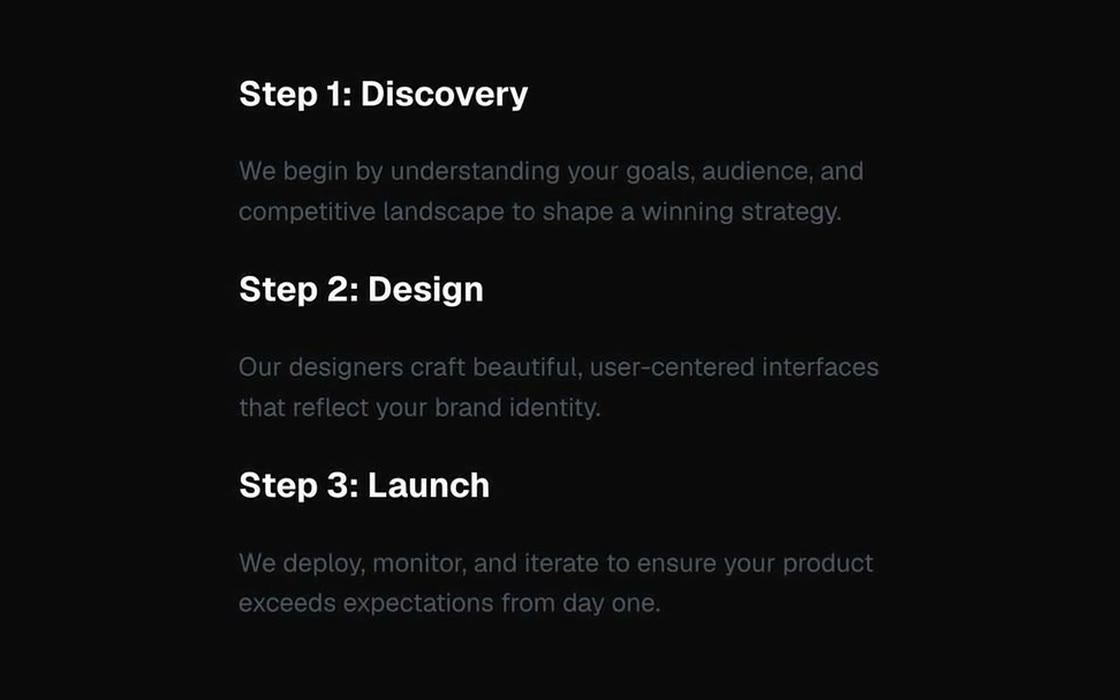 Step 1: Discovery
We begin by understanding your goals, audience, and
competitive landscape to shape a winning strategy.
Step 2: Design
Our designers craft beautiful, user-centered interfaces
that reflect your brand identity.
Step 3: Launch
We deploy, monitor, and iterate to ensure your product
exceeds expectations from day one.